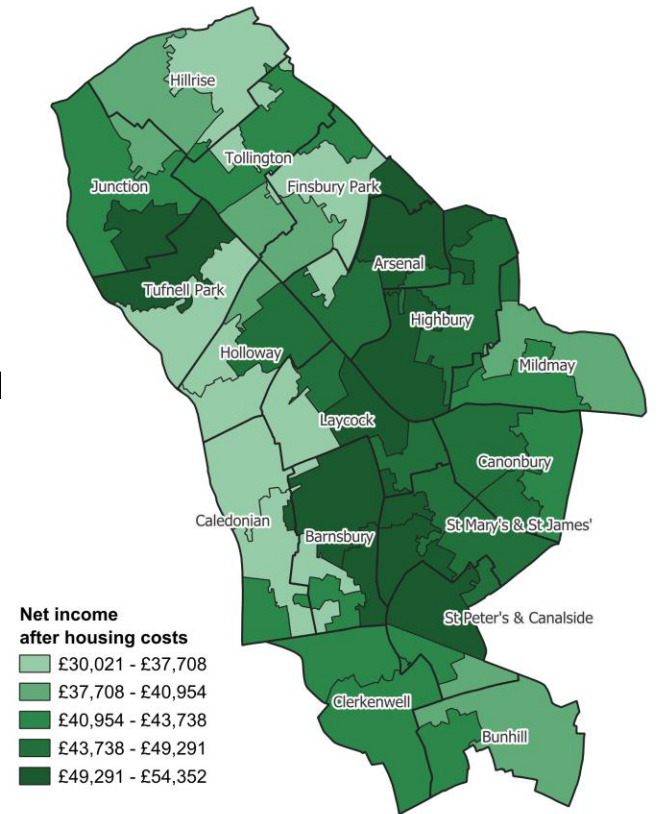 Hillrise
Tollington
Junction
Finsbury Park
Arsenal
Tufnell Park
Highbury
Holloway
Mildmay
Laycock
Canonbury
Caledonian
Barnsbury
St Mary's & St James'
St Peter's & Canalside
Clerkenwell
Bunhill
Net income
after housing costs
£30,021 - £37,708
£37,708 - £40,954
£40,954 - £43,738
£43,738 - £49,291
£49,291 - £54,352